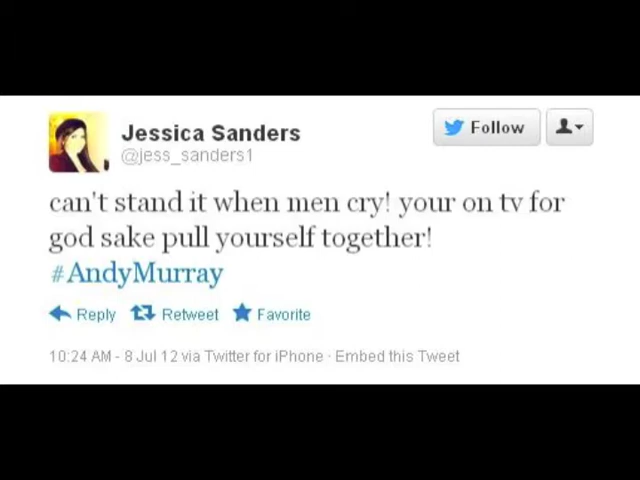 Jessica Sanders
@jess_sanders1
Follow
can't stand it when men cry! your on tv for
god sake pull yourself together!
#AndyMurray
Reply Retweet Favorite
10:24 AM - 8 Jul 12 via Twitter for iPhone · Embed this Tweet